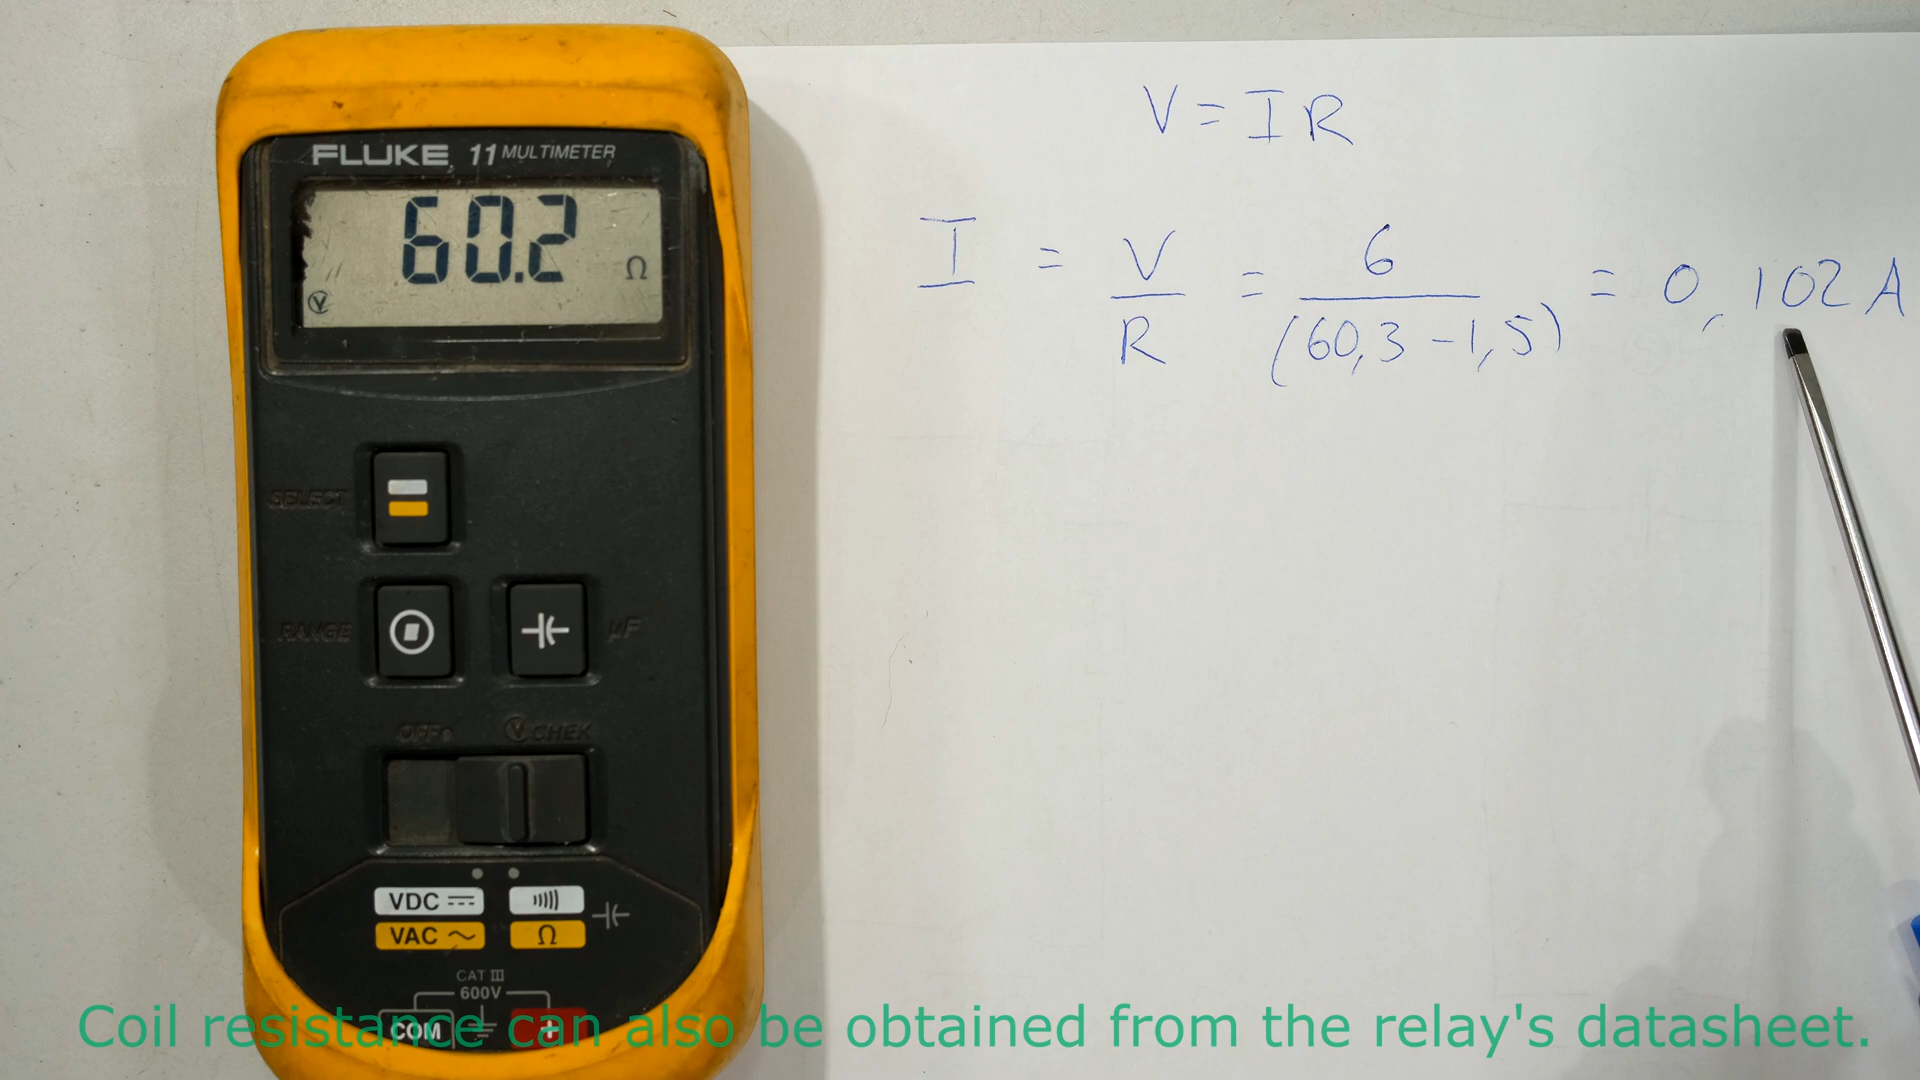 FLUKE 11 MULTIMETER
60.2 Ω
V
SELECT
RANGE
µF
OFF
V CHEK
VDC
VAC
Ω
CAT III
600V
COM
+
V = I R
I = V / R = 6 / (60,3 - 1,5) = 0,102 A
Coil resistance can also be obtained from the relay's datasheet.